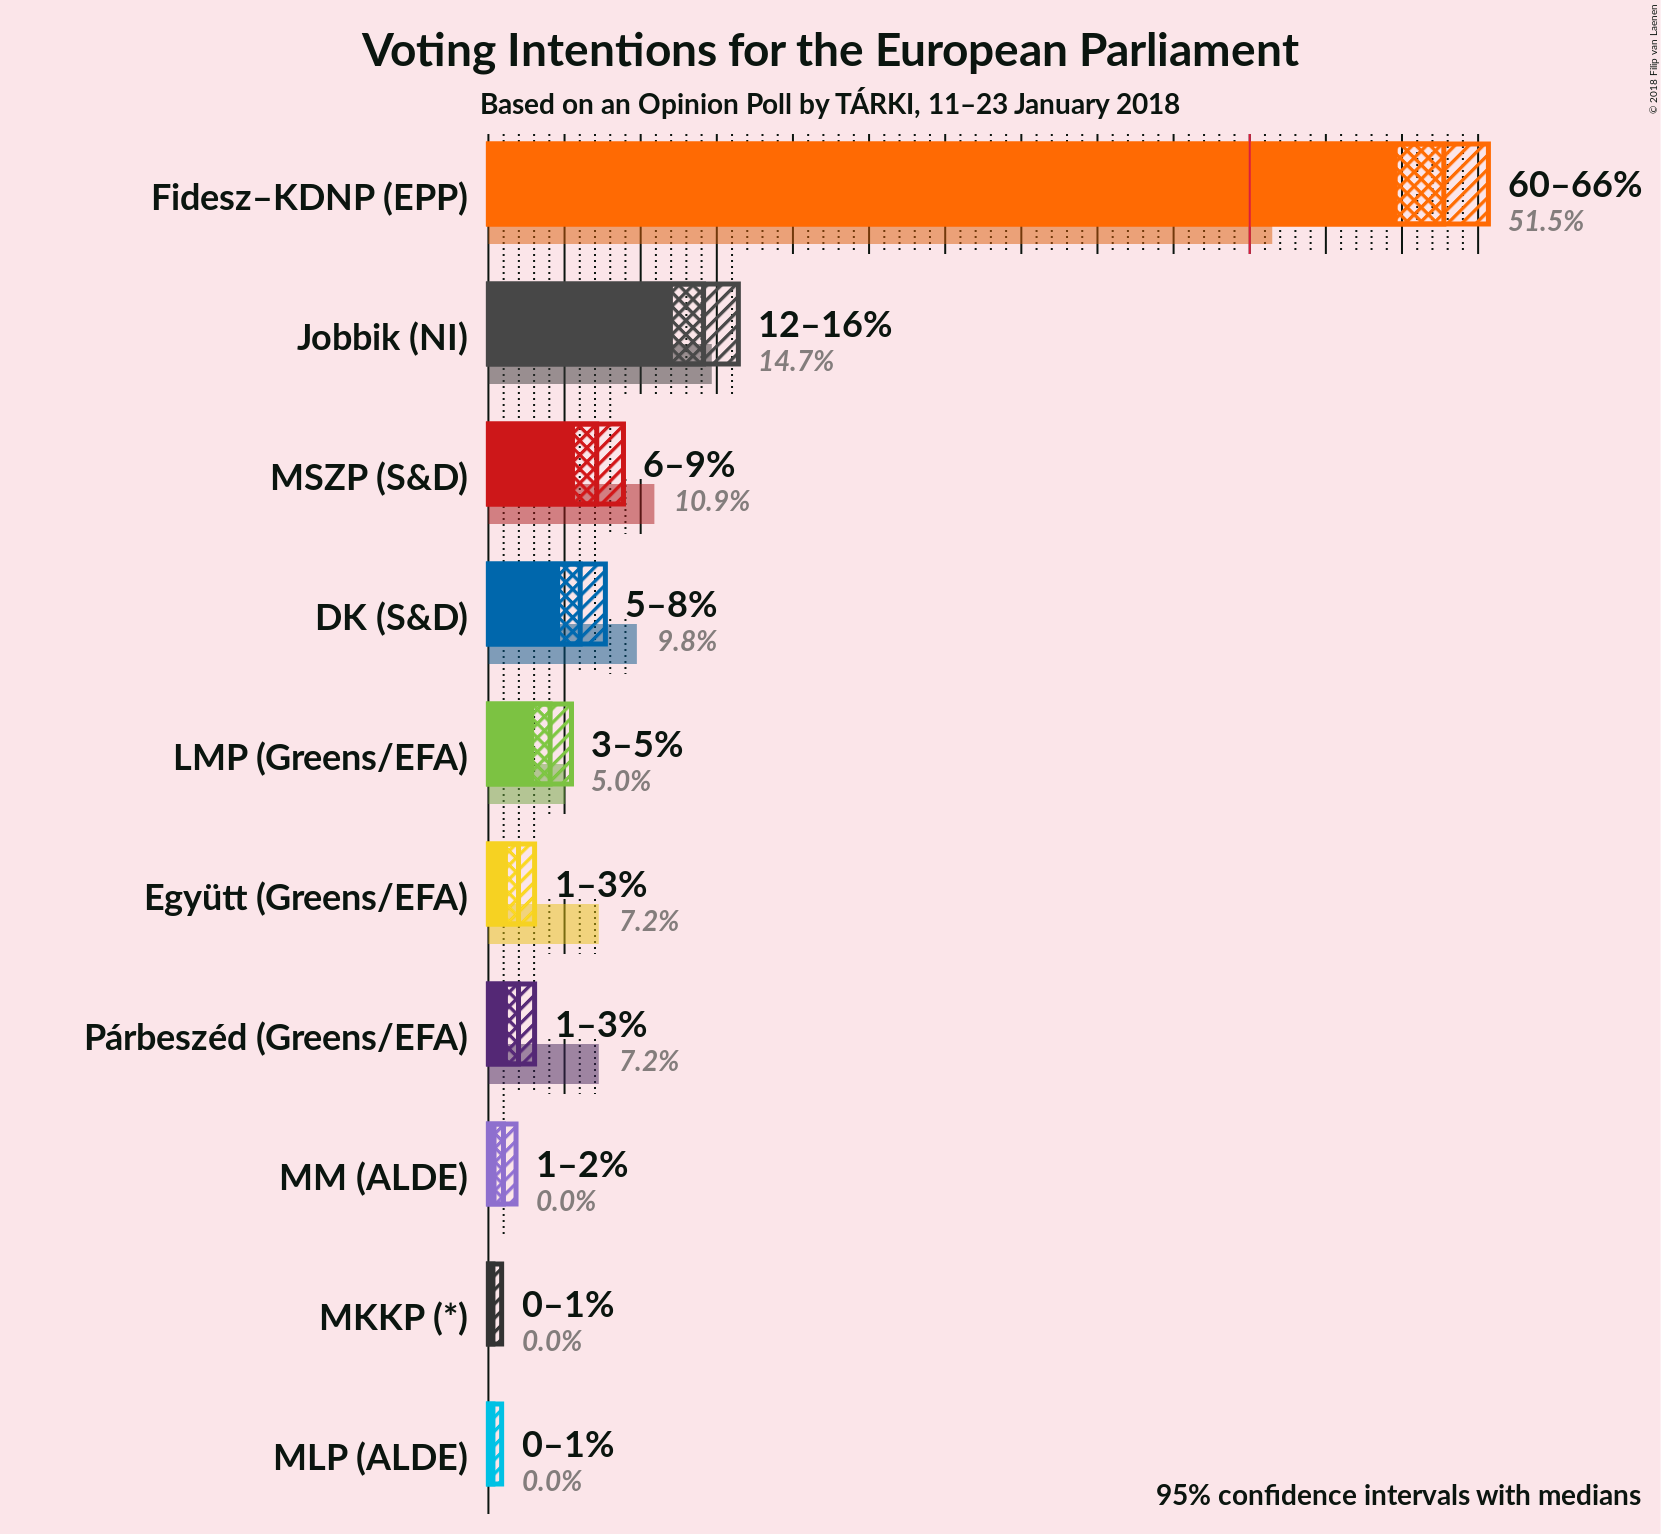 Voting Intentions for the European Parliament
Based on an Opinion Poll by TÁRKI, 11–23 January 2018
© 2018 Filip van Laenen
Fidesz–KDNP (EPP)
60–66%
51.5%
Jobbik (NI)
12–16%
14.7%
MSZP (S&D)
6–9%
10.9%
DK (S&D)
5–8%
9.8%
LMP (Greens/EFA)
3–5%
5.0%
Együtt (Greens/EFA)
1–3%
7.2%
Párbeszéd (Greens/EFA)
1–3%
7.2%
MM (ALDE)
1–2%
0.0%
MKKP (*)
0–1%
0.0%
MLP (ALDE)
0–1%
0.0%
95% confidence intervals with medians